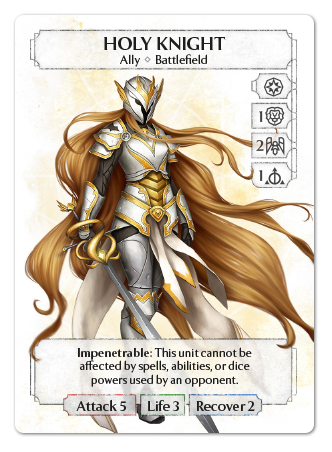 HOLY KNIGHT
Ally ◇ Battlefield
1
2
1
Impenetrable: This unit cannot be
affected by spells, abilities, or dice
powers used by an opponent.
Attack 5 Life 3 Recover 2